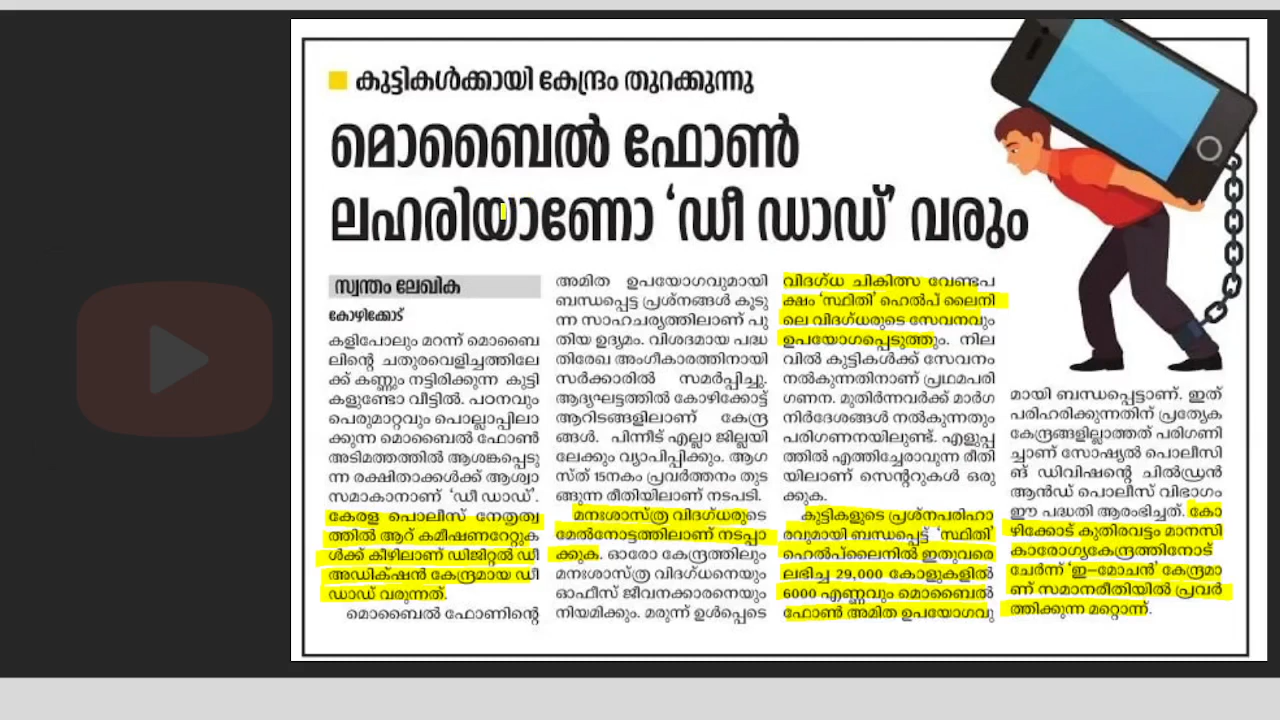 കുട്ടികൾക്കായി കേന്ദ്രം തുറക്കുന്നു
മൊബൈൽ ഫോൺ
ലഹരിയാണോ ‘ഡീ ഡാഡ്’ വരും
സ്വന്തം ലേഖിക
കോഴിക്കോട്
കളിപോലും മറന്ന് മൊബൈ
ലിന്റെ ചതുരവെളിച്ചത്തിലേ
ക്ക് കണ്ണും നട്ടിരിക്കുന്ന കുട്ടി
കളുണ്ടോ വീട്ടിൽ. പഠനവും
പെരുമാറ്റവും പൊല്ലാപ്പിലാ
ക്കുന്ന മൊബൈൽ ഫോൺ
അടിമത്തത്തിൽ ആശങ്കപ്പെടു
ന്ന രക്ഷിതാക്കൾക്ക് ആശ്വാ
സമാകാനാണ് ‘ഡീ ഡാഡ്’.
കേരള പൊലീസ് നേതൃത്വ
ത്തിൽ ആറ് കമീഷണറേറ്റുക
ൾക്ക് കീഴിലാണ് ഡിജിറ്റൽ ഡീ
അഡിക്ഷൻ കേന്ദ്രമായ ഡീ
ഡാഡ് വരുന്നത്.
മൊബൈൽ ഫോണിന്റെ
അമിത ഉപയോഗവുമായി
ബന്ധപ്പെട്ട പ്രശ്നങ്ങൾ കൂടു
ന്ന സാഹചര്യത്തിലാണ് പു
തിയ ഉദ്യമം. വിശദമായ പദ്ധ
തിരേഖ അംഗീകാരത്തിനായി
സർക്കാരിൽ സമർപ്പിച്ചു.
ആദ്യഘട്ടത്തിൽ കോഴിക്കോട്ട്
ആറിടങ്ങളിലാണ് കേന്ദ്ര
ങ്ങൾ. പിന്നീട് എല്ലാ ജില്ലയി
ലേക്കും വ്യാപിപ്പിക്കും. ആഗ
സ്ത് 15നകം പ്രവർത്തനം തുട
ങ്ങുന്ന രീതിയിലാണ് നടപടി.
മനഃശാസ്ത്ര വിദഗ്ധരുടെ
മേൽനോട്ടത്തിലാണ് നടപ്പാ
ക്കുക. ഓരോ കേന്ദ്രത്തിലും
മനഃശാസ്ത്ര വിദഗ്ധനെയും
ഓഫീസ് ജീവനക്കാരനെയും
നിയമിക്കും. മരുന്ന് ഉൾപ്പെടെ
വിദഗ്ധ ചികിത്സ വേണ്ടപ
ക്ഷം ‘സ്ഥിതി’ ഹെൽപ് ലൈനി
ലെ വിദഗ്ധരുടെ സേവനവും
ഉപയോഗപ്പെടുത്തും. നില
വിൽ കുട്ടികൾക്ക് സേവനം
നൽകുന്നതിനാണ് പ്രഥമപരി
ഗണന. മുതിർന്നവർക്ക് മാർഗ
നിർദേശങ്ങൾ നൽകുന്നതും
പരിഗണനയിലുണ്ട്. എളുപ്പ
ത്തിൽ എത്തിച്ചേരാവുന്ന രീതി
യിലാണ് സെന്ററുകൾ ഒരു
ക്കുക.
കുട്ടികളുടെ പ്രശ്നപരിഹാ
രവുമായി ബന്ധപ്പെട്ട് ‘സ്ഥിതി’
ഹെൽപ്‌ലൈനിൽ ഇതുവരെ
ലഭിച്ച 29,000 കോളുകളിൽ
6000 എണ്ണവും മൊബൈൽ
ഫോൺ അമിത ഉപയോഗവു
മായി ബന്ധപ്പെട്ടാണ്. ഇത്
പരിഹരിക്കുന്നതിന് പ്രത്യേക
കേന്ദ്രങ്ങളില്ലാത്തത് പരിഗണി
ച്ചാണ് സോഷ്യൽ പൊലീസി
ങ് ഡിവിഷന്റെ ചിൽഡ്രൻ
ആൻഡ് പൊലീസ് വിഭാഗം
ഈ പദ്ധതി ആരംഭിച്ചത്. കോ
ഴിക്കോട് കുതിരവട്ടം മാനസി
കാരോഗ്യകേന്ദ്രത്തിനോട്
ചേർന്ന് ‘ഇ–മോചൻ’ കേന്ദ്രമാ
ണ് സമാനരീതിയിൽ പ്രവർ
ത്തിക്കുന്ന മറ്റൊന്ന്.